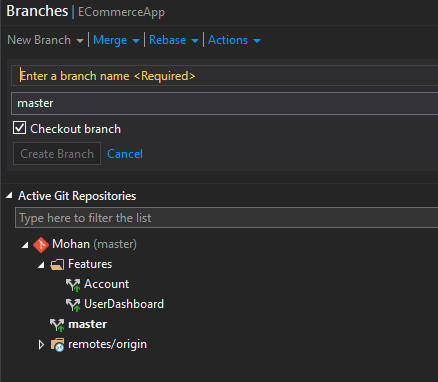 Branches | ECommerceApp
New Branch Merge Rebase Actions
Enter a branch name <Required>
master
Checkout branch
Create Branch Cancel
Active Git Repositories
Type here to filter the list
Mohan (master)
Features
Account
UserDashboard
master
remotes/origin